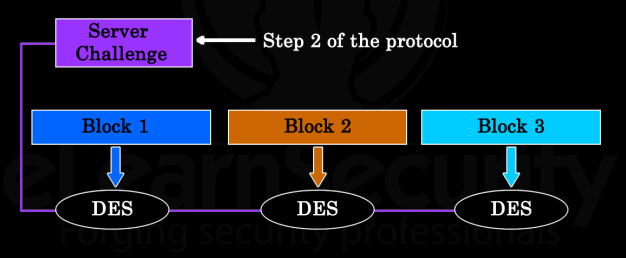 Server
Challenge
Step 2 of the protocol
Block 1
Block 2
Block 3
DES
DES
DES
eLearnSecurity
Forging security professionals